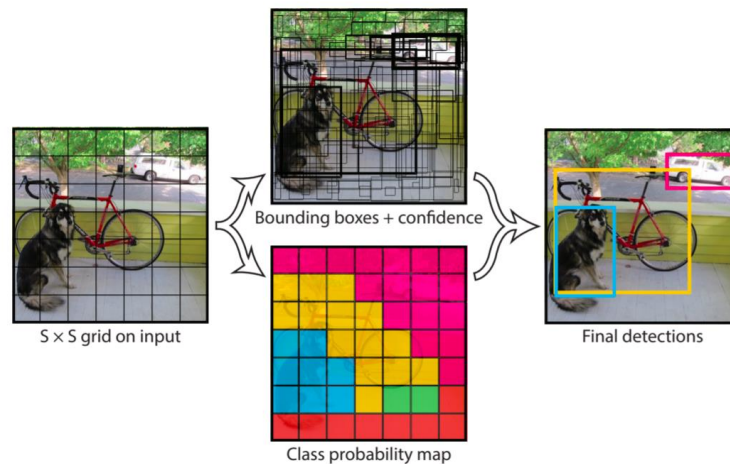 Bounding boxes + confidence
S × S grid on input
Final detections
Class probability map